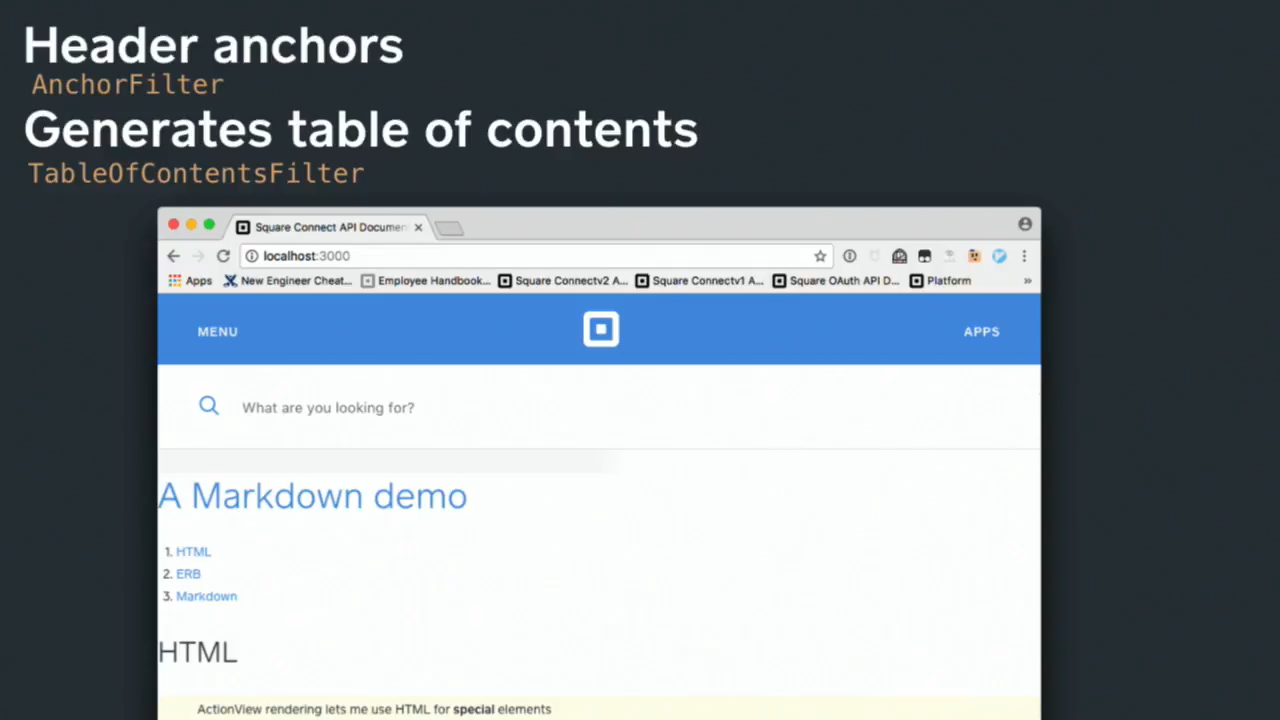 Header anchors
AnchorFilter
Generates table of contents
TableOfContentsFilter
Square Connect API Documen
localhost:3000
Apps New Engineer Cheat... Employee Handbook... Square Connectv2 A... Square Connectv1 A... Square OAuth API D... Platform »
MENU APPS
What are you looking for?
A Markdown demo
1. HTML
2. ERB
3. Markdown
HTML
ActionView rendering lets me use HTML for special elements